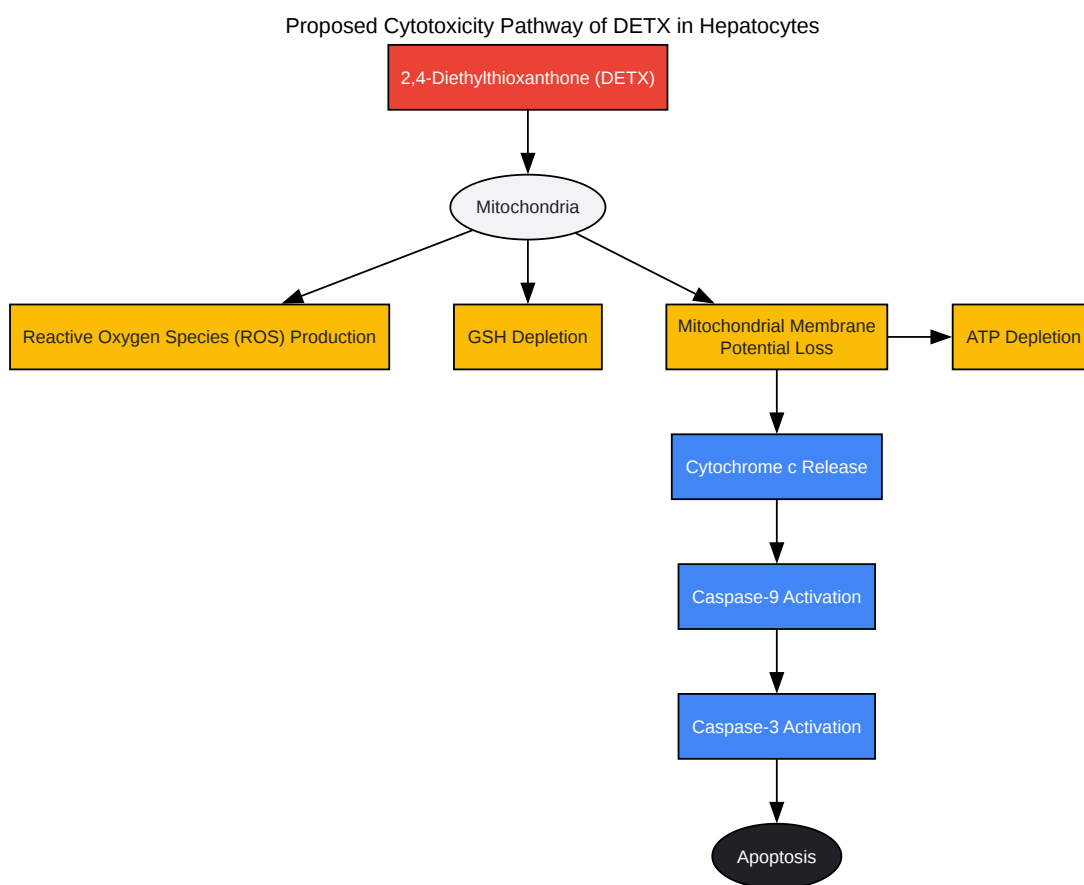 Proposed Cytotoxicity Pathway of DETX in Hepatocytes
2,4-Diethylthioxanthone (DETX)
Mitochondria
Reactive Oxygen Species (ROS) Production
GSH Depletion
Mitochondrial Membrane
Potential Loss
ATP Depletion
Cytochrome c Release
Caspase-9 Activation
Caspase-3 Activation
Apoptosis